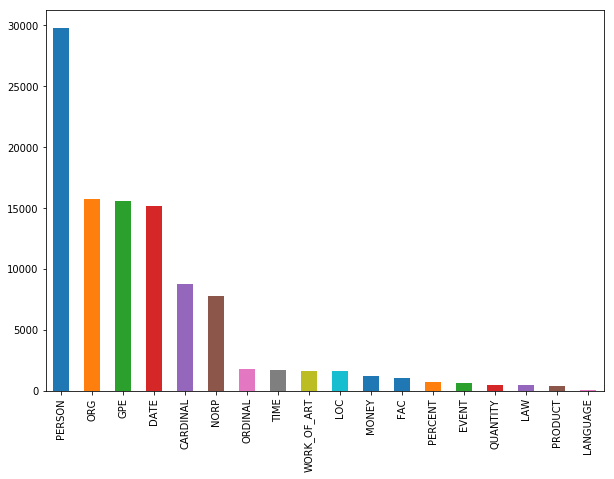 30000
25000
20000
15000
10000
5000
0
PERSON
ORG
GPE
DATE
CARDINAL
NORP
ORDINAL
TIME
WORK_OF_ART
LOC
MONEY
FAC
PERCENT
EVENT
QUANTITY
LAW
PRODUCT
LANGUAGE